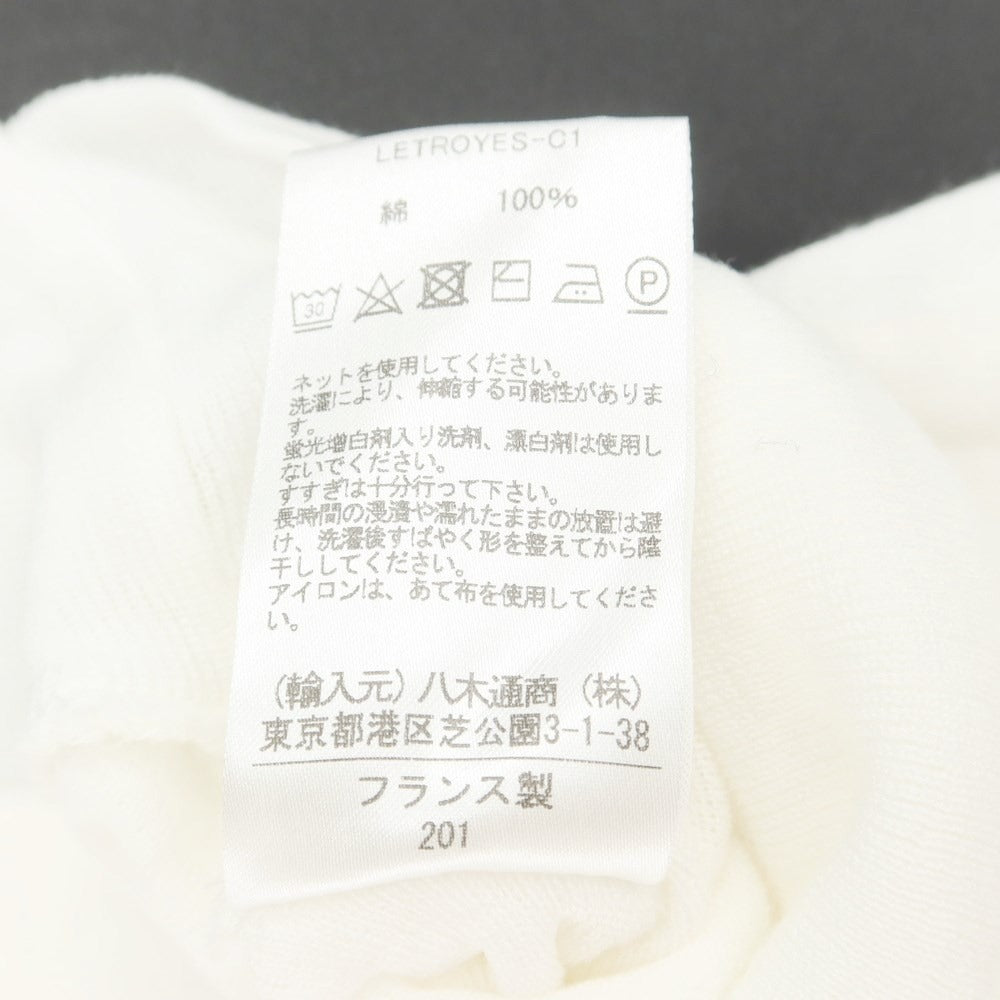 LETROYES-C1
綿 100%
30 P
ネットを使用してください。
洗濯により、伸縮する可能性がありま
す。
蛍光増白剤入り洗剤、漂白剤は使用し
ないでください。
すすぎは十分行って下さい。
長時間の浸漬や濡れたままの放置は避
け、洗濯後すばやく形を整えてから陰
干ししてください。
アイロンは、あて布を使用してくださ
い。
(輸入元) 八木通商 (株)
東京都港区芝公園3-1-38
フランス製
201